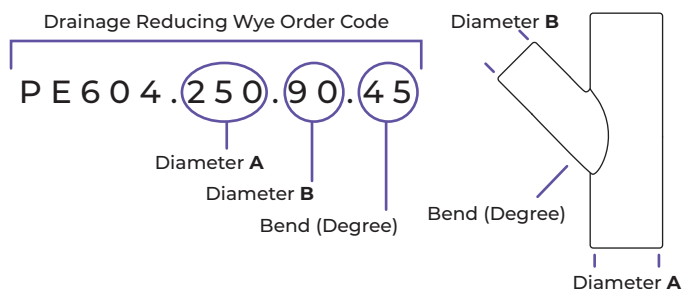 Drainage Reducing Wye Order Code
PE604.250.90.45
Diameter A
Diameter B
Bend (Degree)
Diameter B
Bend (Degree)
Diameter A